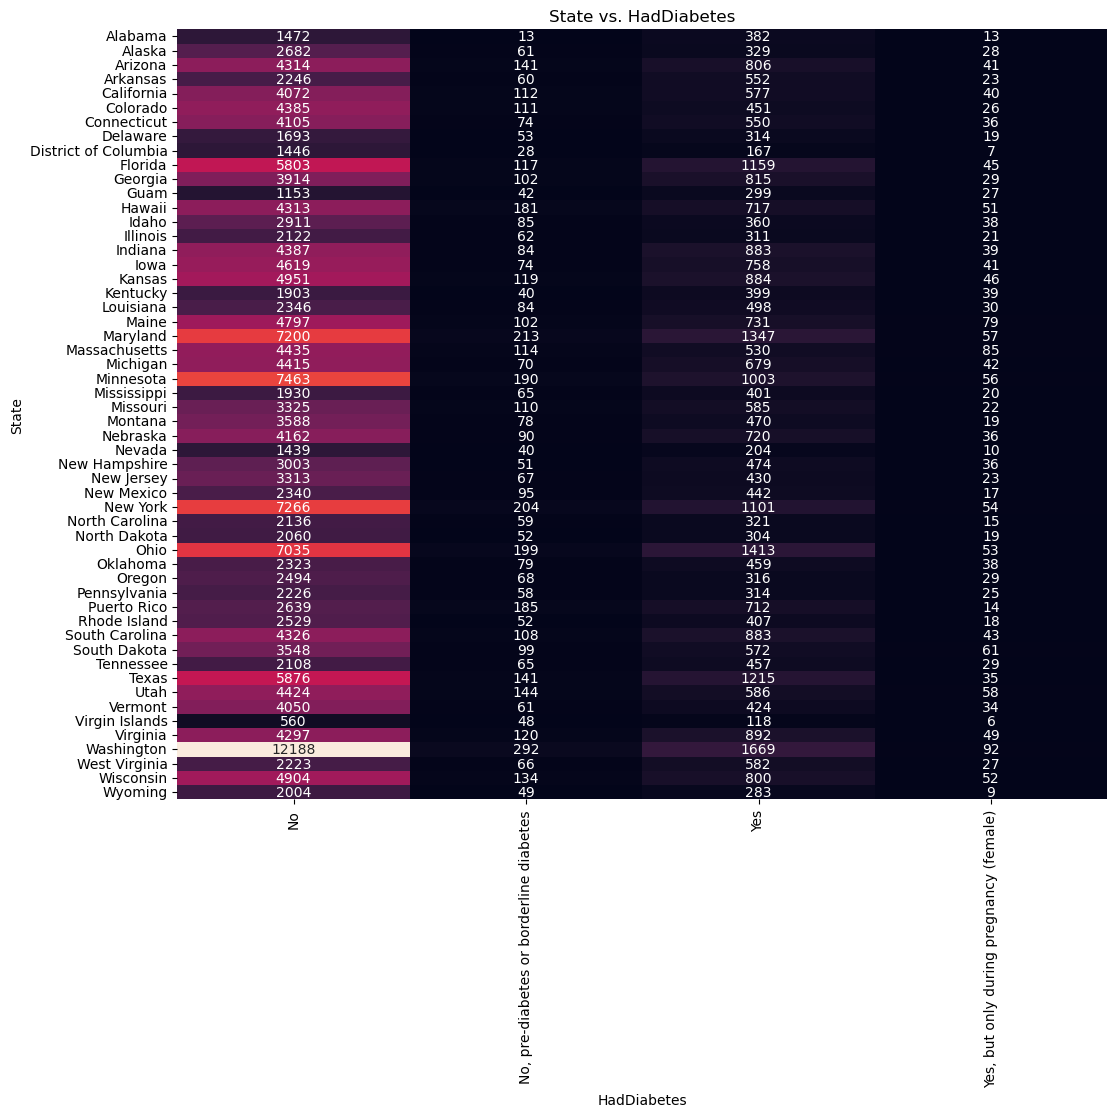 State vs. HadDiabetes
Alabama 1472 13 382 13
Alaska 2682 61 329 28
Arizona 4314 141 806 41
Arkansas 2246 60 552 23
California 4072 112 577 40
Colorado 4385 111 451 26
Connecticut 4105 74 550 36
Delaware 1693 53 314 19
District of Columbia 1446 28 167 7
Florida 5803 117 1159 45
Georgia 3914 102 815 29
Guam 1153 42 299 27
Hawaii 4313 181 717 51
Idaho 2911 85 360 38
Illinois 2122 62 311 21
Indiana 4387 84 883 39
Iowa 4619 74 758 41
Kansas 4951 119 884 46
Kentucky 1903 40 399 39
Louisiana 2346 84 498 30
Maine 4797 102 731 79
Maryland 7200 213 1347 57
Massachusetts 4435 114 530 85
Michigan 4415 70 679 42
Minnesota 7463 190 1003 56
Mississippi 1930 65 401 20
Missouri 3325 110 585 22
Montana 3588 78 470 19
Nebraska 4162 90 720 36
Nevada 1439 40 204 10
New Hampshire 3003 51 474 36
New Jersey 3313 67 430 23
New Mexico 2340 95 442 17
New York 7266 204 1101 54
North Carolina 2136 59 321 15
North Dakota 2060 52 304 19
Ohio 7035 199 1413 53
Oklahoma 2323 79 459 38
Oregon 2494 68 316 29
Pennsylvania 2226 58 314 25
Puerto Rico 2639 185 712 14
Rhode Island 2529 52 407 18
South Carolina 4326 108 883 43
South Dakota 3548 99 572 61
Tennessee 2108 65 457 29
Texas 5876 141 1215 35
Utah 4424 144 586 58
Vermont 4050 61 424 34
Virgin Islands 560 48 118 6
Virginia 4297 120 892 49
Washington 12188 292 1669 92
West Virginia 2223 66 582 27
Wisconsin 4904 134 800 52
Wyoming 2004 49 283 9
State
No
No, pre-diabetes or borderline diabetes
Yes
Yes, but only during pregnancy (female)
HadDiabetes